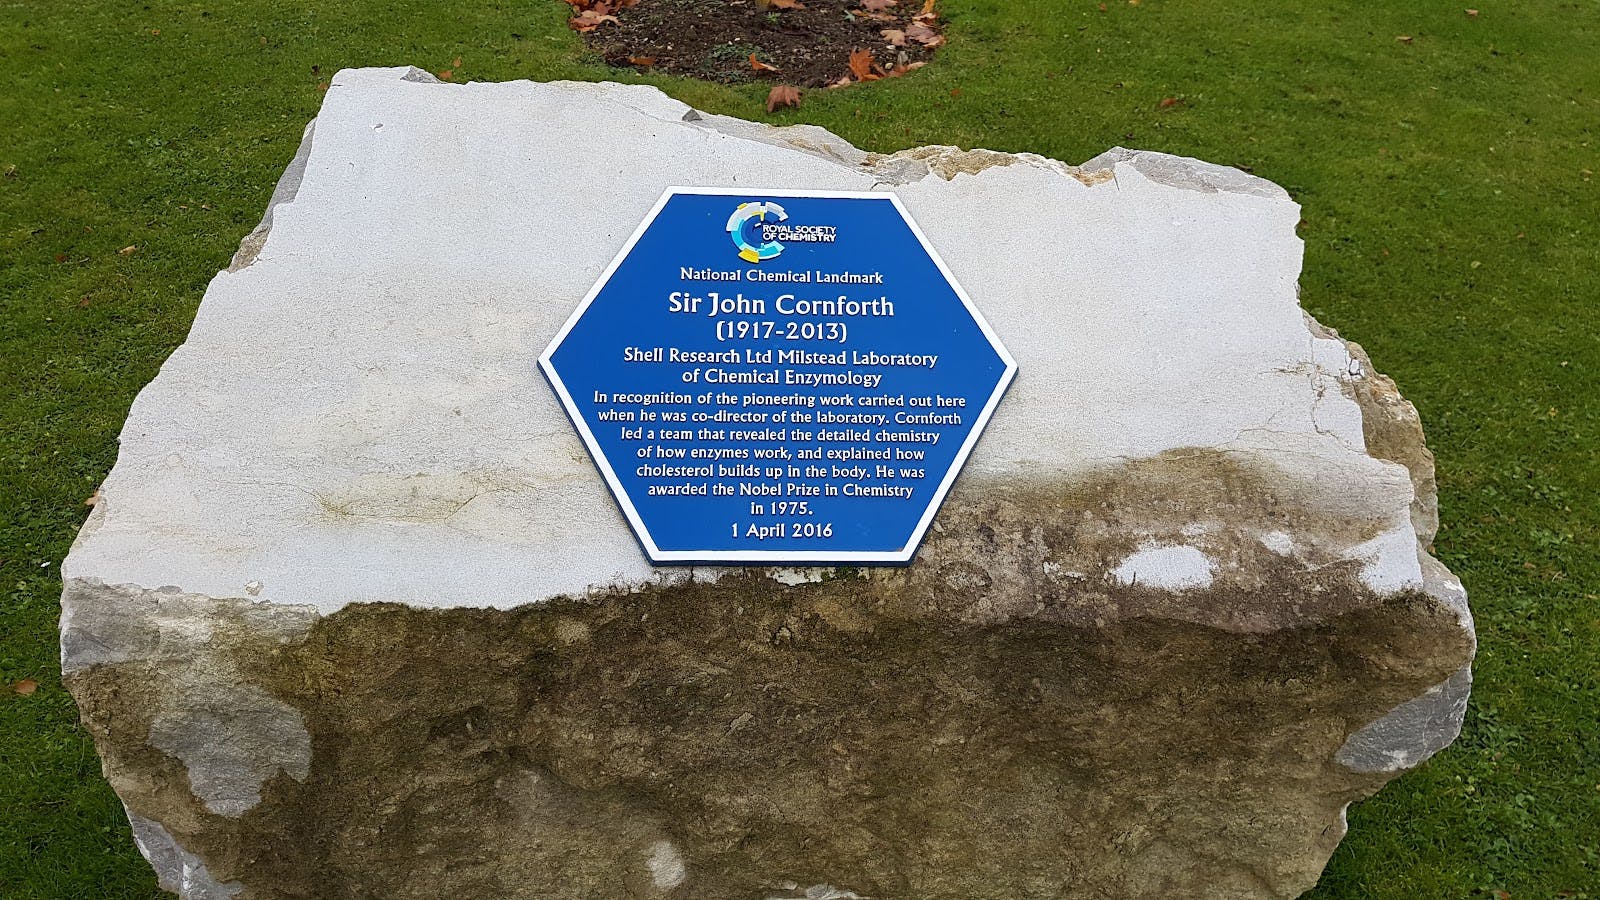 ROYAL SOCIETY
OF CHEMISTRY
National Chemical Landmark
Sir John Cornforth
(1917-2013)
Shell Research Ltd Milstead Laboratory
of Chemical Enzymology
In recognition of the pioneering work carried out here
when he was co-director of the laboratory. Cornforth
led a team that revealed the detailed chemistry
of how enzymes work, and explained how
cholesterol builds up in the body. He was
awarded the Nobel Prize in Chemistry
in 1975.
1 April 2016